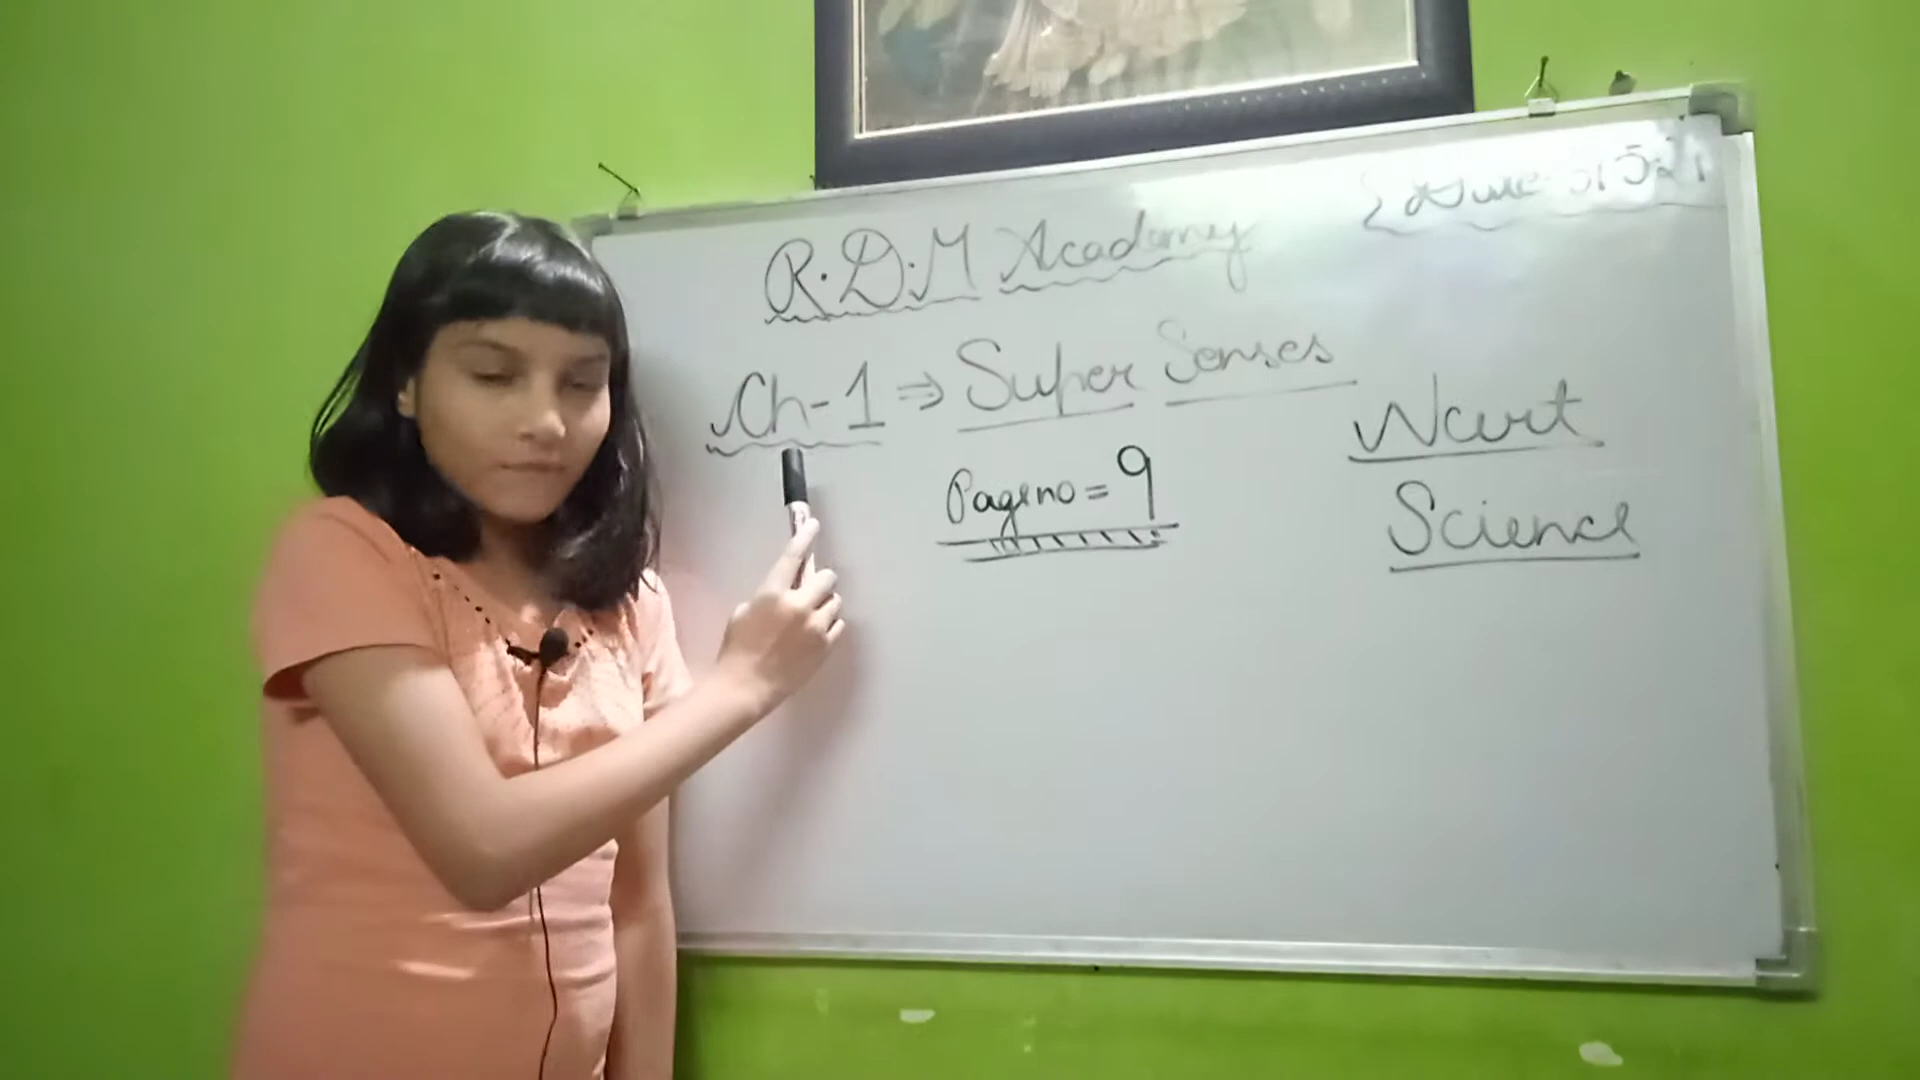 R.D.M Academy
Ch-1 ⇒ Super Senses
Page no = 9
Ncert
Science